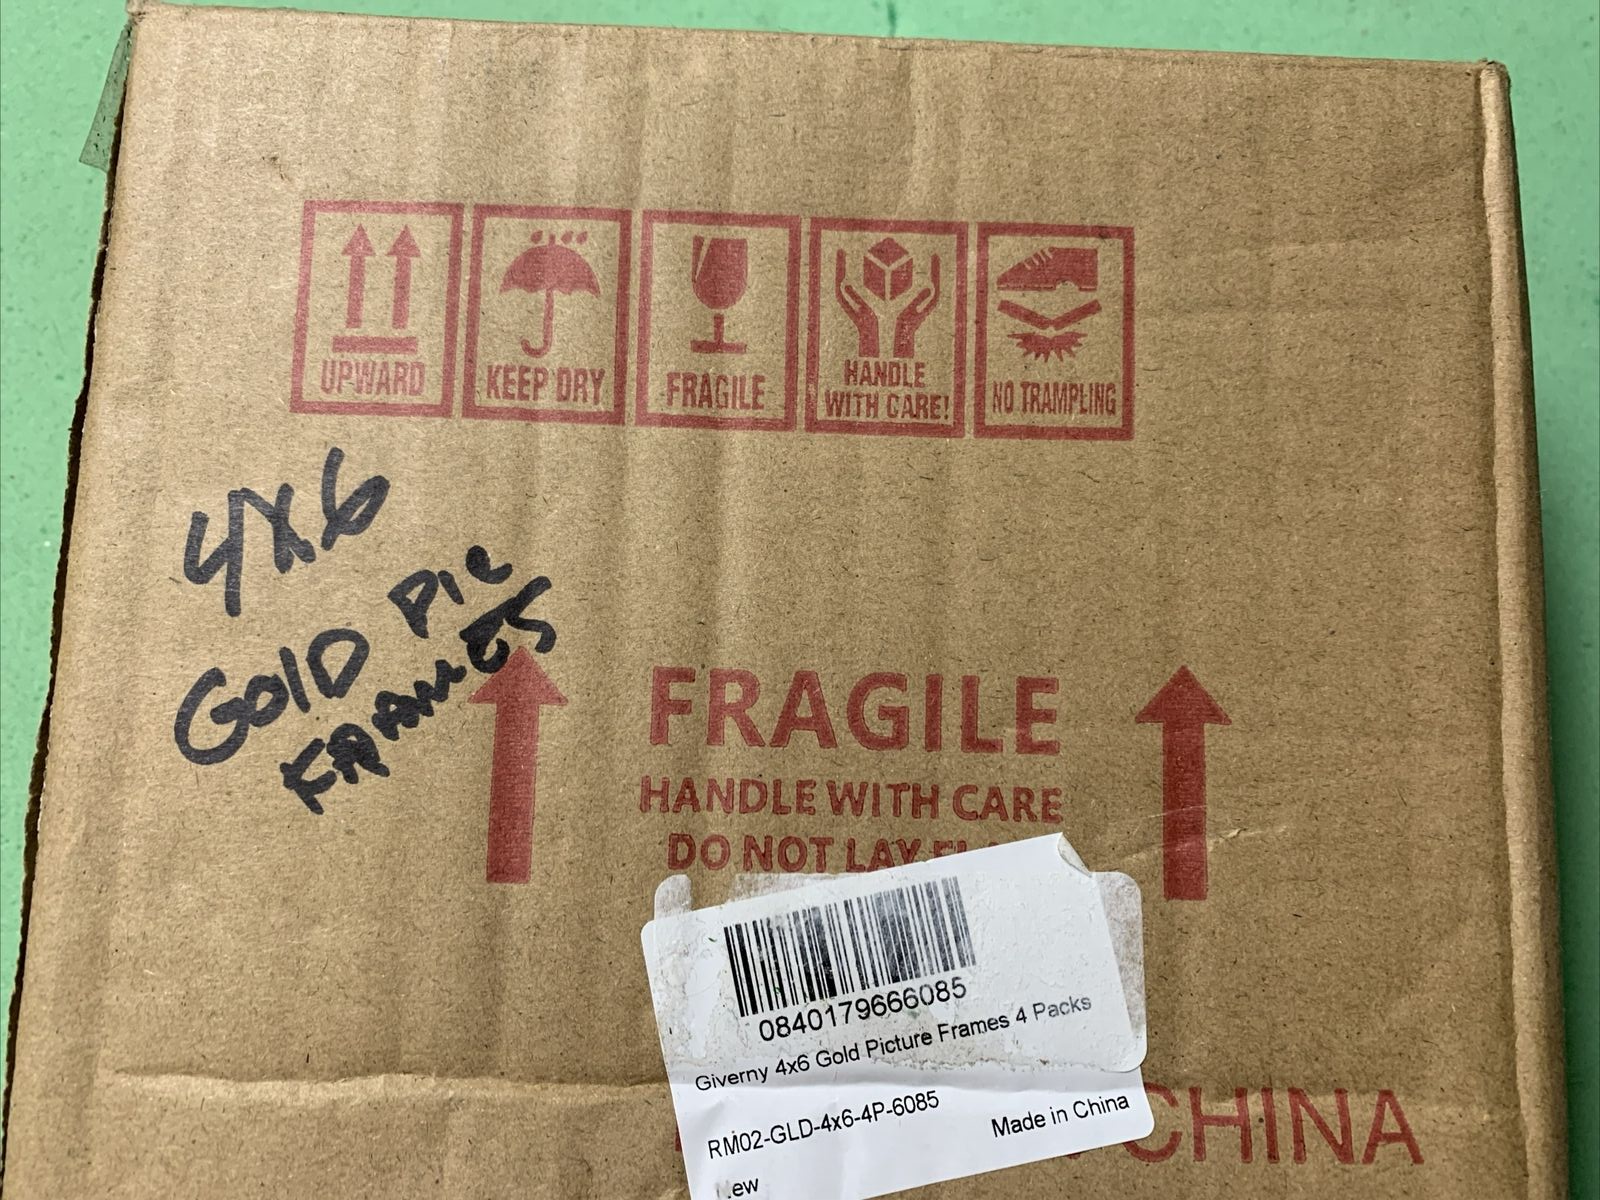 UPWARD
KEEP DRY
FRAGILE
HANDLE
WITH CARE!
NO TRAMPLING
4x6
GOlD Pic
FRAMES
FRAGILE
HANDLE WITH CARE
DO NOT LAY
0840179666085
Giverny 4x6 Gold Picture Frames 4 Packs
RM02-GLD-4x6-4P-6085
Made in China
CHINA